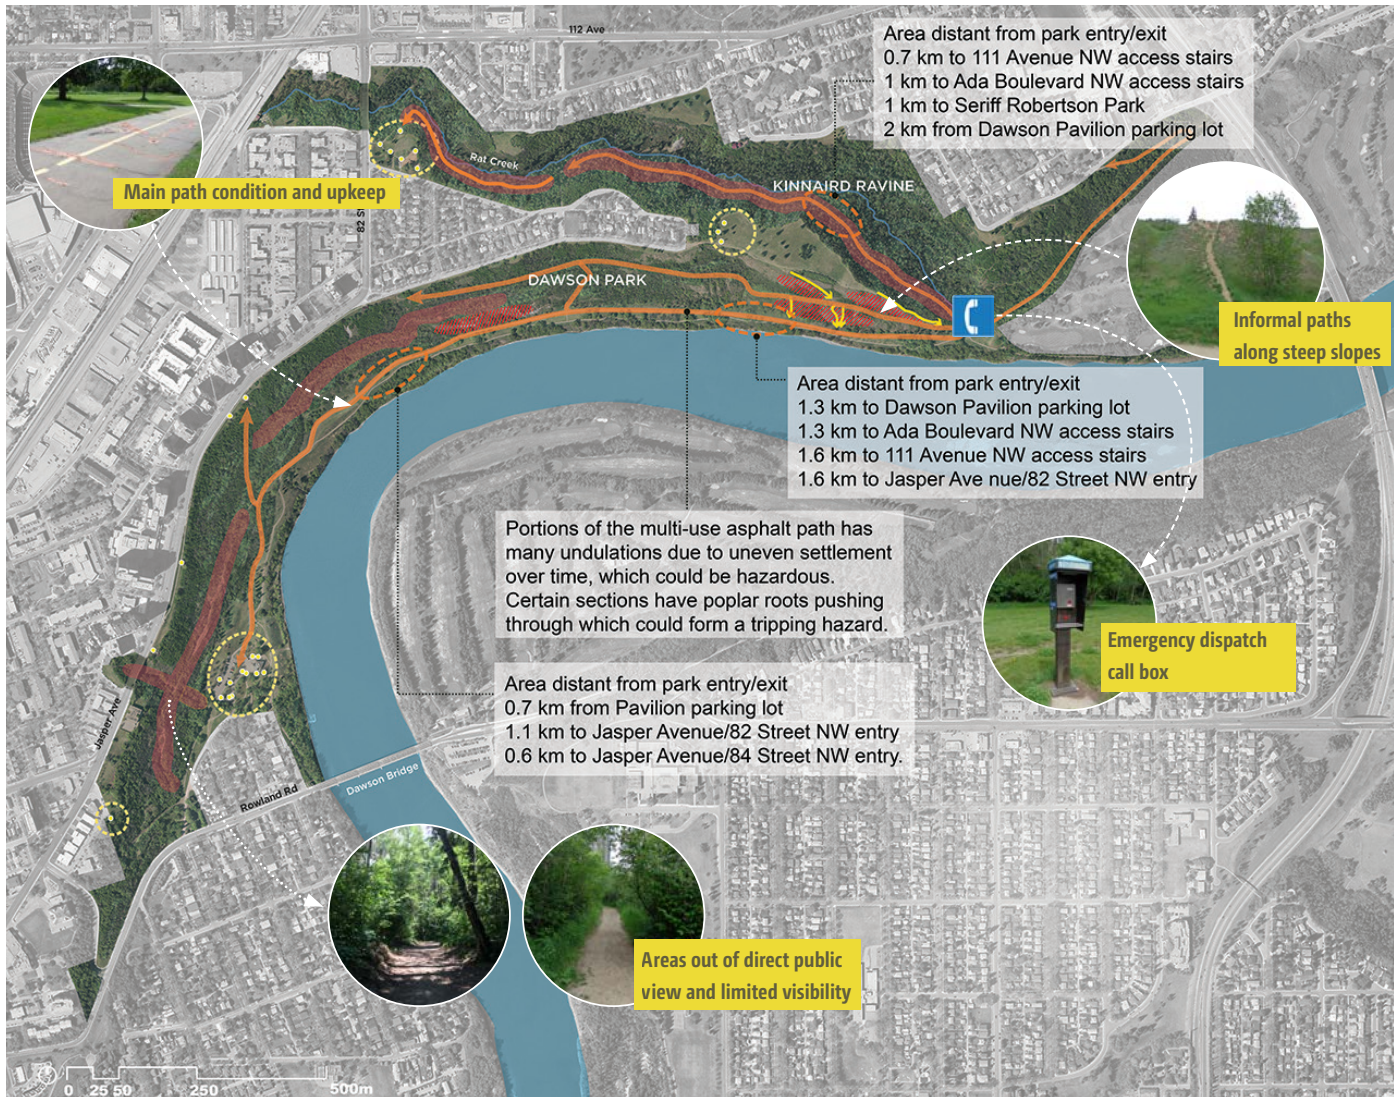 112 Ave
Area distant from park entry/exit
0.7 km to 111 Avenue NW access stairs
1 km to Ada Boulevard NW access stairs
1 km to Seriff Robertson Park
2 km from Dawson Pavilion parking lot
Main path condition and upkeep
Rat Creek
KINNAIRD RAVINE
82 St
DAWSON PARK
Informal paths
along steep slopes
Area distant from park entry/exit
1.3 km to Dawson Pavilion parking lot
1.3 km to Ada Boulevard NW access stairs
1.6 km to 111 Avenue NW access stairs
1.6 km to Jasper Ave nue/82 Street NW entry
Portions of the multi-use asphalt path has
many undulations due to uneven settlement
over time, which could be hazardous.
Certain sections have poplar roots pushing
through which could form a tripping hazard.
Emergency dispatch
call box
Area distant from park entry/exit
0.7 km from Pavilion parking lot
1.1 km to Jasper Avenue/82 Street NW entry
0.6 km to Jasper Avenue/84 Street NW entry.
Jasper Ave
Rowland Rd
Dawson Bridge
Areas out of direct public
view and limited visibility
0 25 50 250 500m